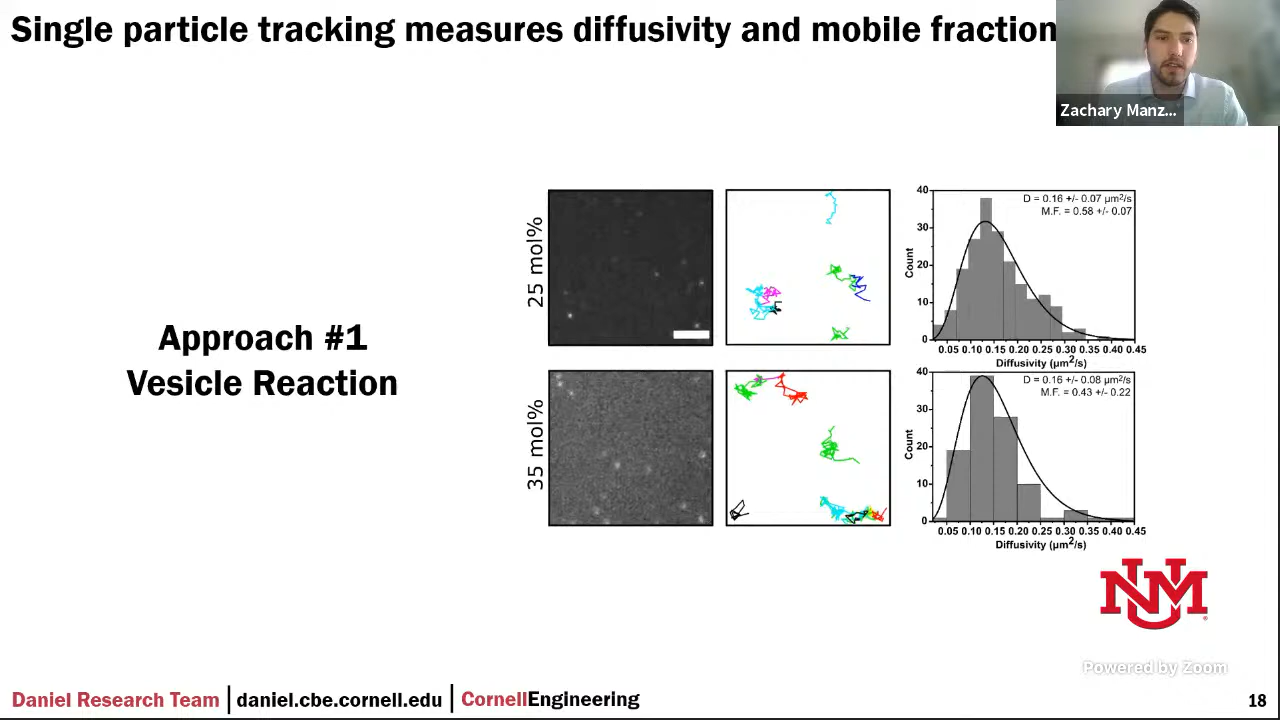 Single particle tracking measures diffusivity and mobile fraction
Zachary Manz...
Approach #1
Vesicle Reaction
25 mol%
40
30
20
10
0
Count
D = 0.16 +/- 0.07 µm²/s
M.F. = 0.58 +/- 0.07
0.05 0.10 0.15 0.20 0.25 0.30 0.35 0.40 0.45
Diffusivity (µm²/s)
35 mol%
40
30
20
10
0
Count
D = 0.16 +/- 0.08 µm²/s
M.F. = 0.43 +/- 0.22
0.05 0.10 0.15 0.20 0.25 0.30 0.35 0.40 0.45
Diffusivity (µm²/s)
UNM
®
Powered by Zoom
Daniel Research Team | daniel.cbe.cornell.edu | CornellEngineering
18